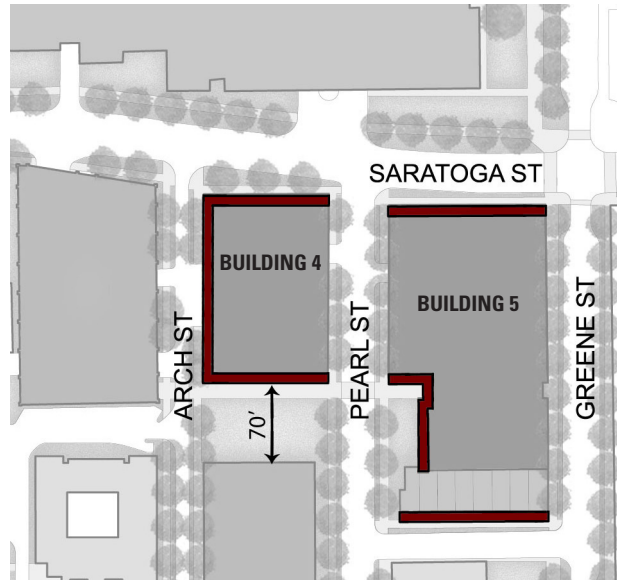 SARATOGA ST
BUILDING 4
BUILDING 5
ARCH ST
PEARL ST
GREENE ST
70'